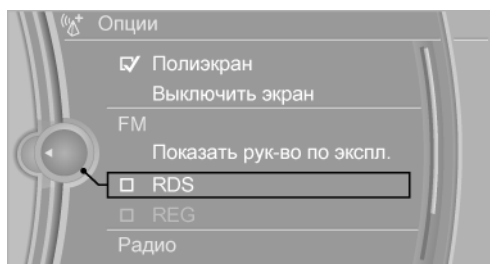 Опции
Полиэкран
Выключить экран
FM
Показать рук-во по экспл.
RDS
REG
Радио